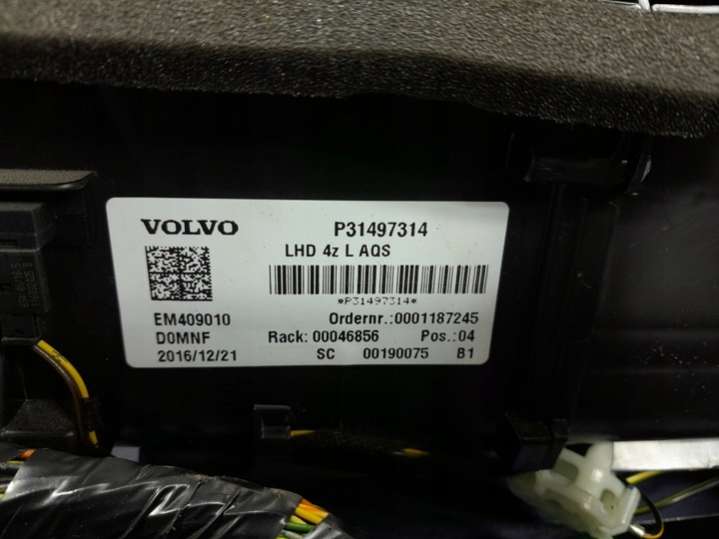 VOLVO P31497314
LHD 4z L AQS
*P31497314*
EM409010 Ordernr.:0001187245
D0MNF Rack: 00046856 Pos.:04
2016/12/21 SC 00190075 B1